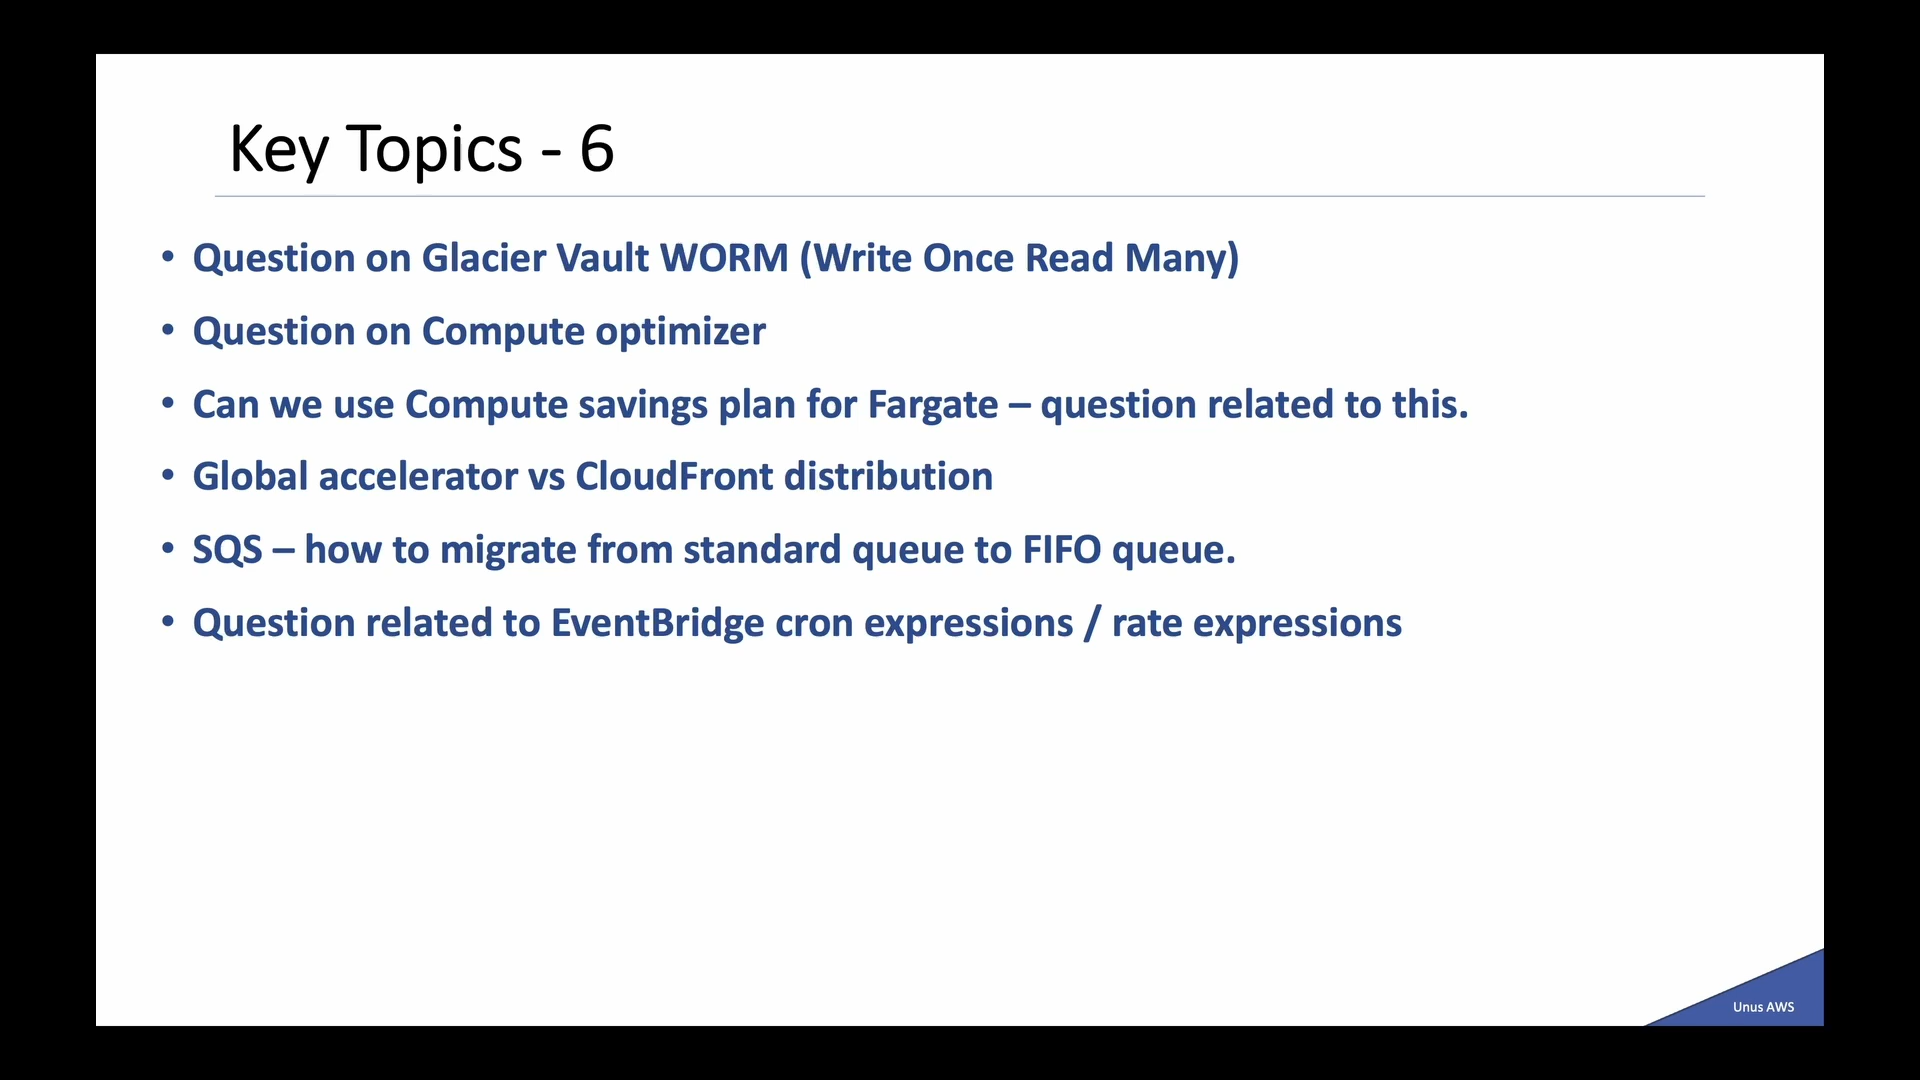 Key Topics - 6
• Question on Glacier Vault WORM (Write Once Read Many)
• Question on Compute optimizer
• Can we use Compute savings plan for Fargate – question related to this.
• Global accelerator vs CloudFront distribution
• SQS – how to migrate from standard queue to FIFO queue.
• Question related to EventBridge cron expressions / rate expressions
Unus AWS